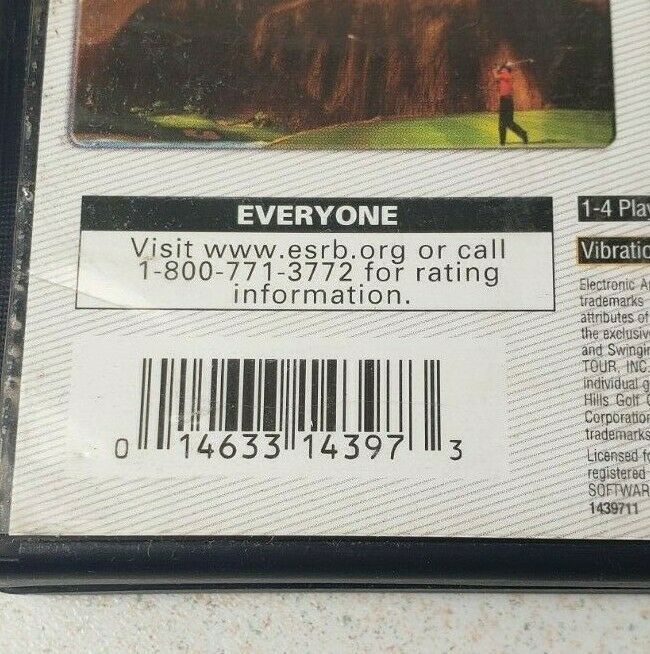 EVERYONE
Visit www.esrb.org or call
1-800-771-3772 for rating
information.
0 14633 14397 3
1-4 Play
Vibratio
Electronic A
trademarks
attributes of
the exclusive
and Swingin
TOUR, INC.
individual g
Hills Golf C
Corporation
trademarks
Licensed fo
registered
SOFTWAR
1439711